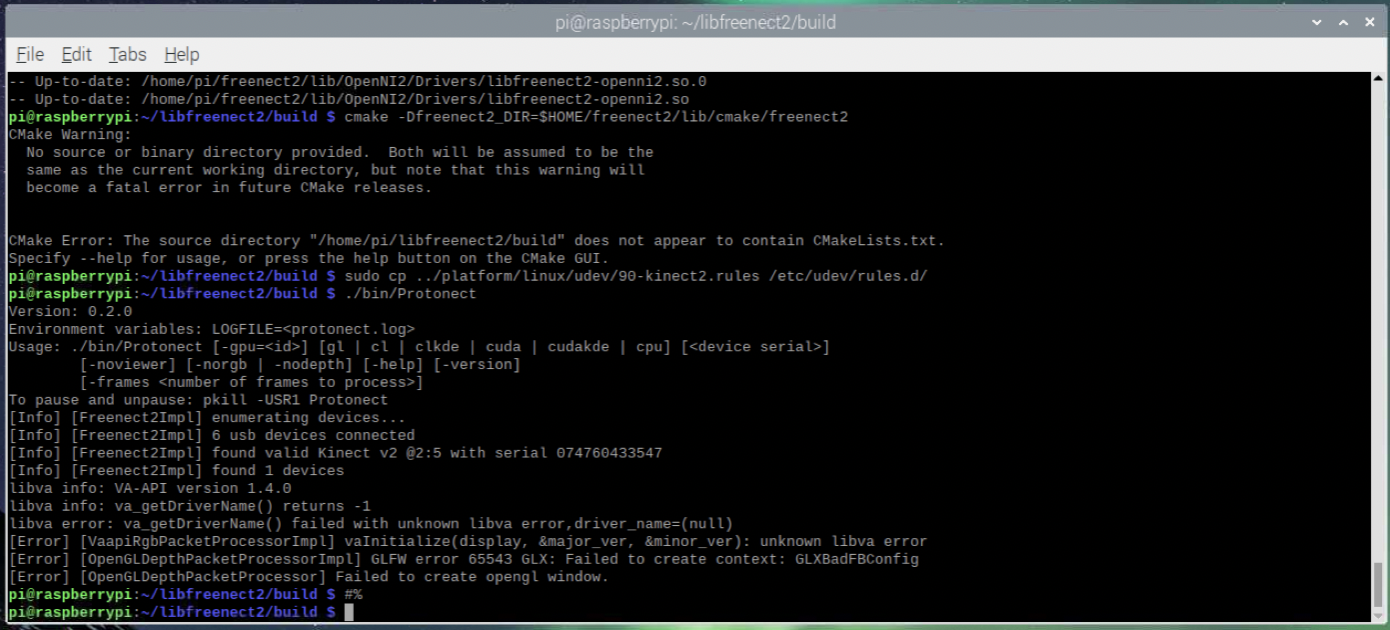 pi@raspberrypi: ~/libfreenect2/build
File Edit Tabs Help
-- Up-to-date: /home/pi/freenect2/lib/OpenNI2/Drivers/libfreenect2-openni2.so.0
-- Up-to-date: /home/pi/freenect2/lib/OpenNI2/Drivers/libfreenect2-openni2.so
pi@raspberrypi:~/libfreenect2/build $ cmake -Dfreenect2_DIR=$HOME/freenect2/lib/cmake/freenect2
CMake Warning:
  No source or binary directory provided.  Both will be assumed to be the
  same as the current working directory, but note that this warning will
  become a fatal error in future CMake releases.
CMake Error: The source directory "/home/pi/libfreenect2/build" does not appear to contain CMakeLists.txt.
Specify --help for usage, or press the help button on the CMake GUI.
pi@raspberrypi:~/libfreenect2/build $ sudo cp ../platform/linux/udev/90-kinect2.rules /etc/udev/rules.d/
pi@raspberrypi:~/libfreenect2/build $ ./bin/Protonect
Version: 0.2.0
Environment variables: LOGFILE=<protonect.log>
Usage: ./bin/Protonect [-gpu=<id>] [gl | cl | clkde | cuda | cudakde | cpu] [<device serial>]
        [-noviewer] [-norgb | -nodepth] [-help] [-version]
        [-frames <number of frames to process>]
To pause and unpause: pkill -USR1 Protonect
[Info] [Freenect2Impl] enumerating devices...
[Info] [Freenect2Impl] 6 usb devices connected
[Info] [Freenect2Impl] found valid Kinect v2 @2:5 with serial 074760433547
[Info] [Freenect2Impl] found 1 devices
libva info: VA-API version 1.4.0
libva info: va_getDriverName() returns -1
libva error: va_getDriverName() failed with unknown libva error,driver_name=(null)
[Error] [VaapiRgbPacketProcessorImpl] vaInitialize(display, &major_ver, &minor_ver): unknown libva error
[Error] [OpenGLDepthPacketProcessorImpl] GLFW error 65543 GLX: Failed to create context: GLXBadFBConfig
[Error] [OpenGLDepthPacketProcessor] Failed to create opengl window.
pi@raspberrypi:~/libfreenect2/build $ #%
pi@raspberrypi:~/libfreenect2/build $